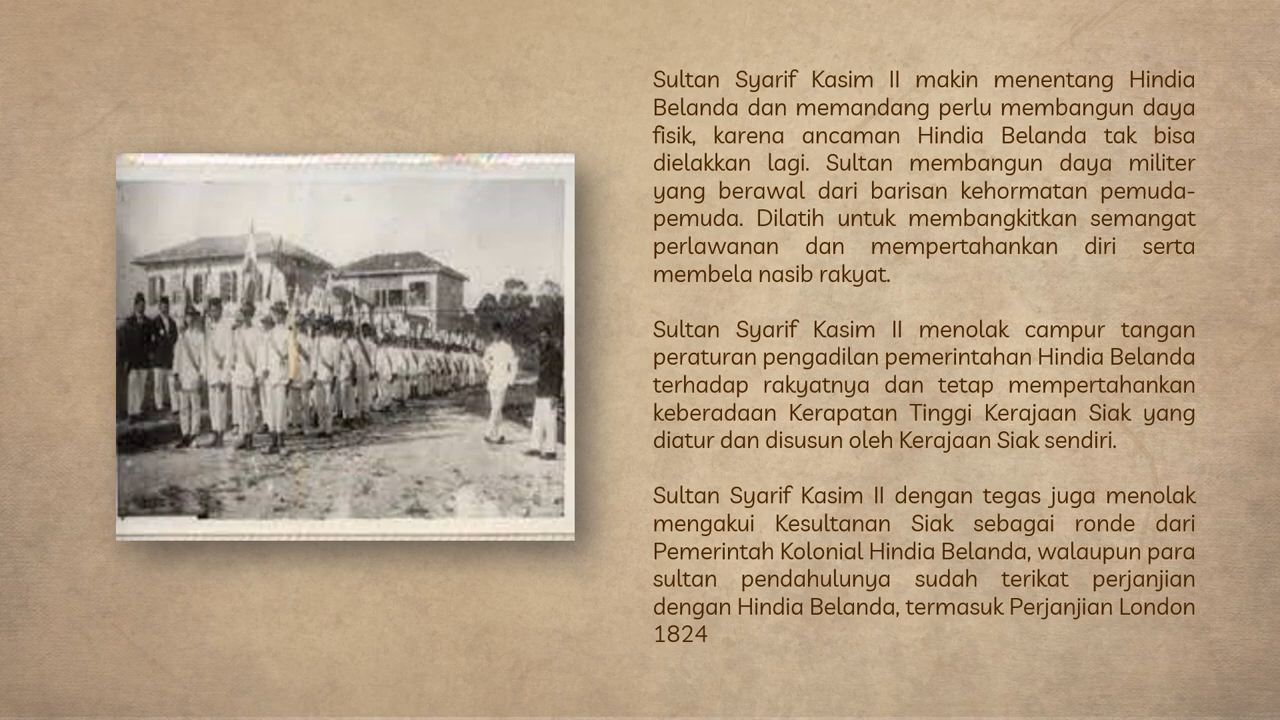 Sultan Syarif Kasim II makin menentang Hindia
Belanda dan memandang perlu membangun daya
fisik, karena ancaman Hindia Belanda tak bisa
dielakkan lagi. Sultan membangun daya militer
yang berawal dari barisan kehormatan pemuda-
pemuda. Dilatih untuk membangkitkan semangat
perlawanan dan mempertahankan diri serta
membela nasib rakyat.
Sultan Syarif Kasim II menolak campur tangan
peraturan pengadilan pemerintahan Hindia Belanda
terhadap rakyatnya dan tetap mempertahankan
keberadaan Kerapatan Tinggi Kerajaan Siak yang
diatur dan disusun oleh Kerajaan Siak sendiri.
Sultan Syarif Kasim II dengan tegas juga menolak
mengakui Kesultanan Siak sebagai ronde dari
Pemerintah Kolonial Hindia Belanda, walaupun para
sultan pendahulunya sudah terikat perjanjian
dengan Hindia Belanda, termasuk Perjanjian London
1824